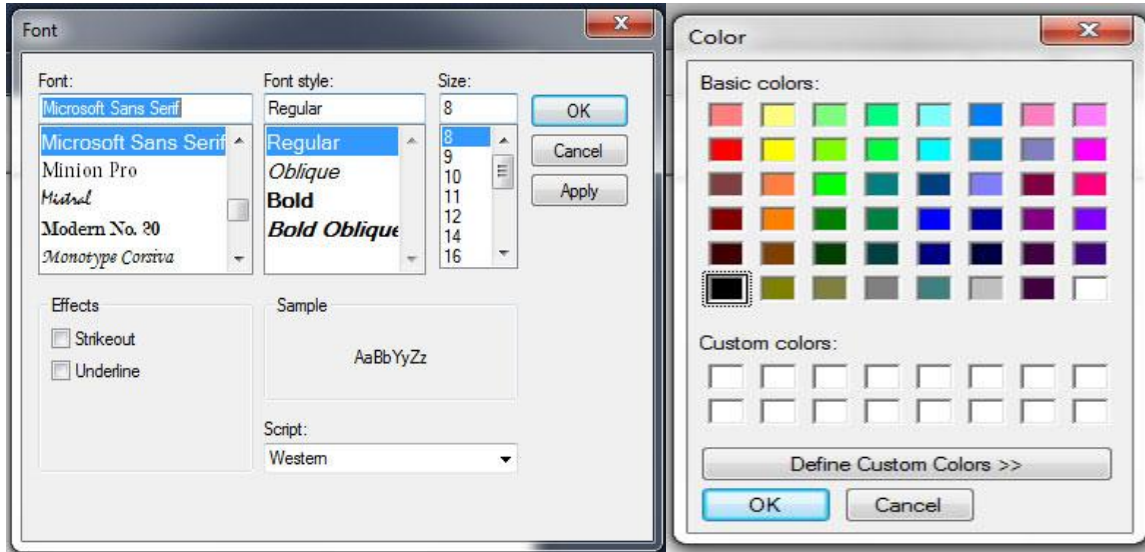 Font
Font:
Microsoft Sans Serif
Microsoft Sans Serif
Minion Pro
Mistral
Modern No. 20
Monotype Corsiva
Font style:
Regular
Regular
Oblique
Bold
Bold Oblique
Size:
8
8
9
10
11
12
14
16
OK
Cancel
Apply
Effects
Strikeout
Underline
Sample
AaBbYyZz
Script:
Western
Color
Basic colors:
Custom colors:
Define Custom Colors >>
OK
Cancel